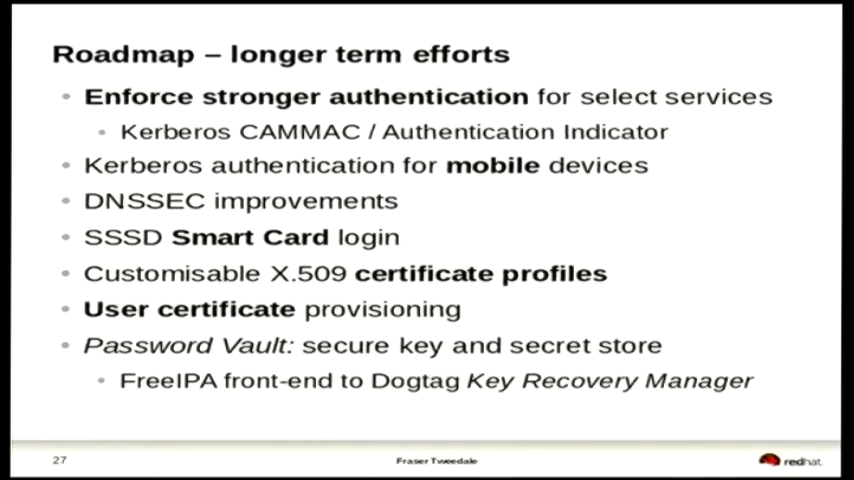 Roadmap – longer term efforts
• Enforce stronger authentication for select services
• Kerberos CAMMAC / Authentication Indicator
• Kerberos authentication for mobile devices
• DNSSEC improvements
• SSSD Smart Card login
• Customisable X.509 certificate profiles
• User certificate provisioning
• Password Vault: secure key and secret store
• FreeIPA front-end to Dogtag Key Recovery Manager
27 Fraser Tweedale redhat.